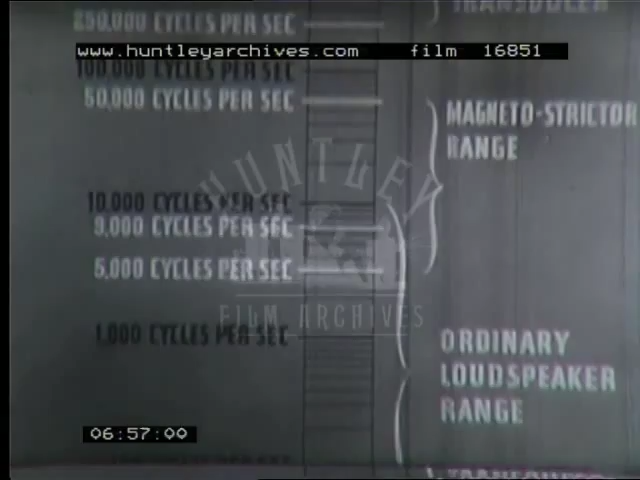 250,000 CYCLES PER SEC
TRANSDUCER
www.huntleyarchives.com film 16851
100,000 CYCLES PER SEC
50,000 CYCLES PER SEC
MAGNETO-STRICTOR
RANGE
HUNTLEY
10,000 CYCLES PER SEC
9,000 CYCLES PER SEC
5,000 CYCLES PER SEC
FILM ARCHIVES
1,000 CYCLES PER SEC
ORDINARY
LOUDSPEAKER
RANGE
06:57:00